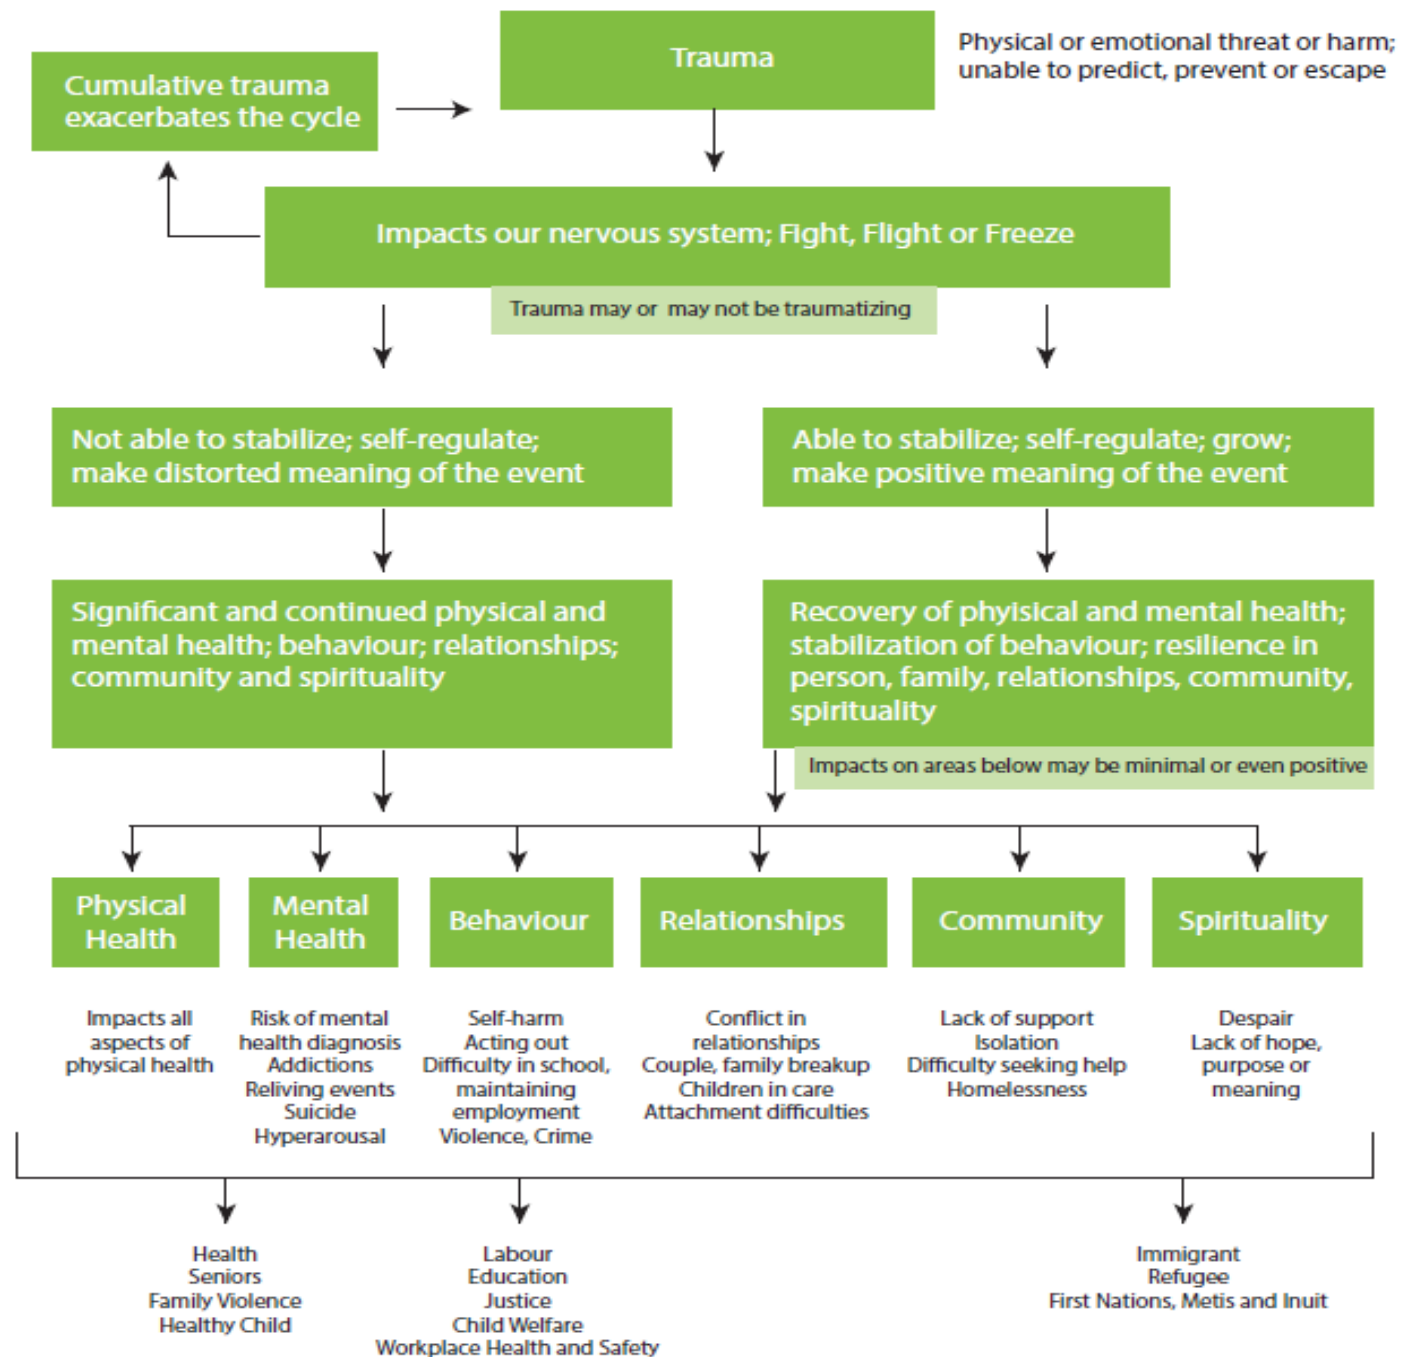 Trauma
Physical or emotional threat or harm;
unable to predict, prevent or escape
Cumulative trauma
exacerbates the cycle
Impacts our nervous system; Fight, Flight or Freeze
Trauma may or may not be traumatizing
Not able to stabilize; self-regulate;
make distorted meaning of the event
Able to stabilize; self-regulate; grow;
make positive meaning of the event
Significant and continued physical and
mental health; behaviour; relationships;
community and spirituality
Recovery of phyisical and mental health;
stabilization of behaviour; resilience in
person, family, relationships, community,
spirituality
Impacts on areas below may be minimal or even positive
Physical
Health
Mental
Health
Behaviour
Relationships
Community
Spirituality
Impacts all
aspects of
physical health
Risk of mental
health diagnosis
Addictions
Reliving events
Suicide
Hyperarousal
Self-harm
Acting out
Difficulty in school,
maintaining
employment
Violence, Crime
Conflict in
relationships
Couple, family breakup
Children in care
Attachment difficulties
Lack of support
Isolation
Difficulty seeking help
Homelessness
Despair
Lack of hope,
purpose or
meaning
Health
Seniors
Family Violence
Healthy Child
Labour
Education
Justice
Child Welfare
Workplace Health and Safety
Immigrant
Refugee
First Nations, Metis and Inuit